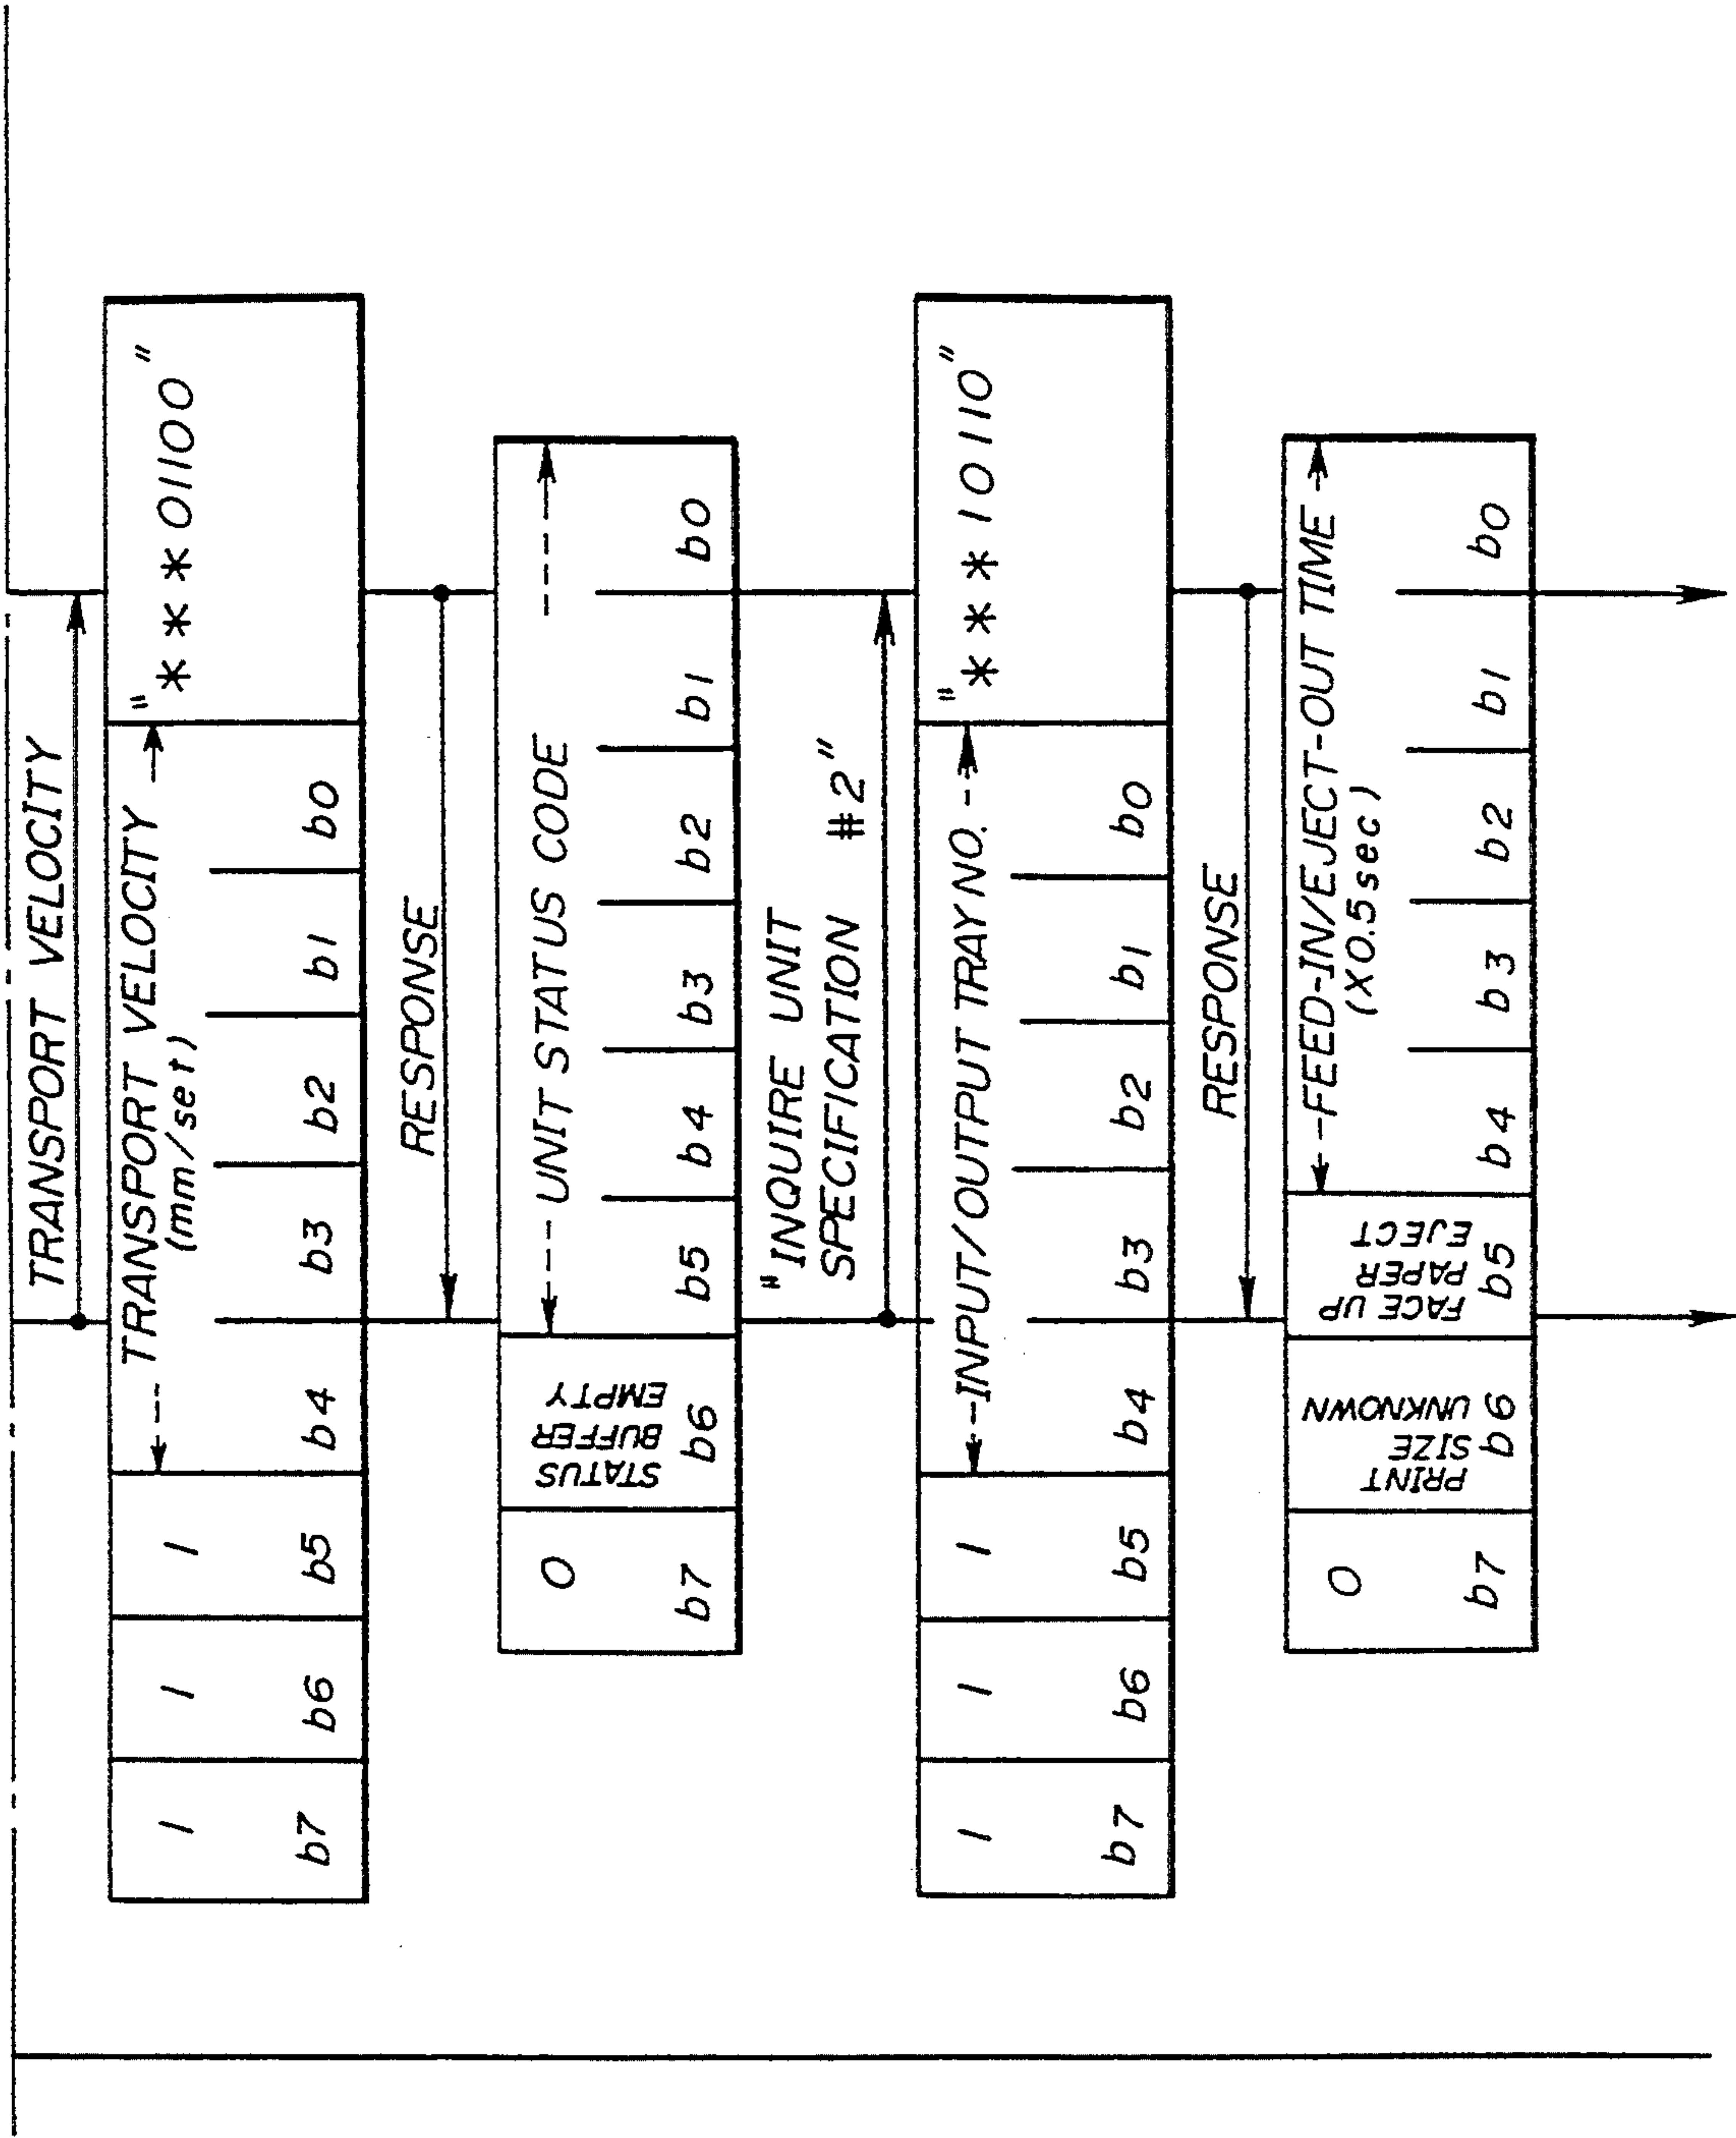 TRANSPORT VELOCITY
1 1 1 ---TRANSPORT VELOCITY "***01100"
(mm/set)
b7 b6 b5 b4 b3 b2 b1 b0
RESPONSE
0 STATUS BUFFER EMPTY ---- UNIT STATUS CODE ----
b7 b6 b5 b4 b3 b2 b1 b0
"INQUIRE UNIT
SPECIFICATION #2"
1 1 1 --INPUT/OUTPUT TRAY NO.-- "***10110"
b7 b6 b5 b4 b3 b2 b1 b0
RESPONSE
0 PRINT SIZE UNKNOWN FACE UP PAPER EJECT --FEED-IN/EJECT-OUT TIME
(X0.5sec)
b7 b6 b5 b4 b3 b2 b1 b0